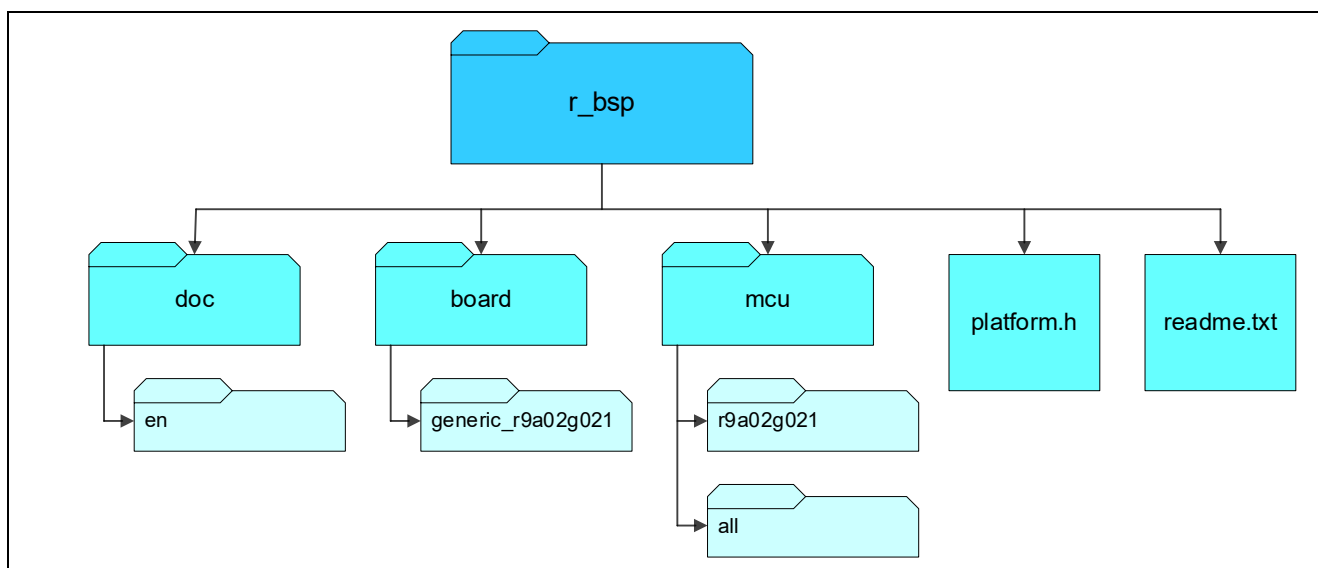 r_bsp
doc
board
mcu
platform.h
readme.txt
en
generic_r9a02g021
r9a02g021
all